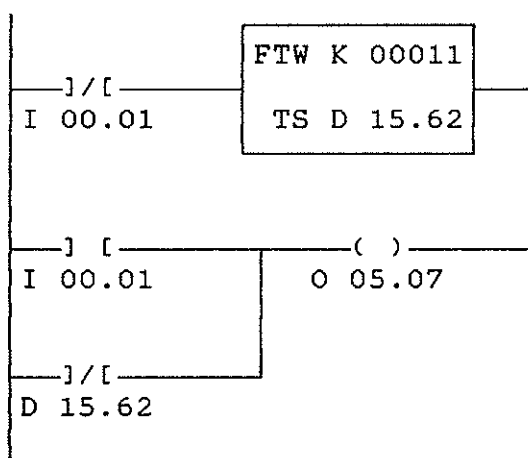 FTW K 00011
]/[
I 00.01
TS D 15.62
] [
( )
I 00.01
O 05.07
]/[
D 15.62